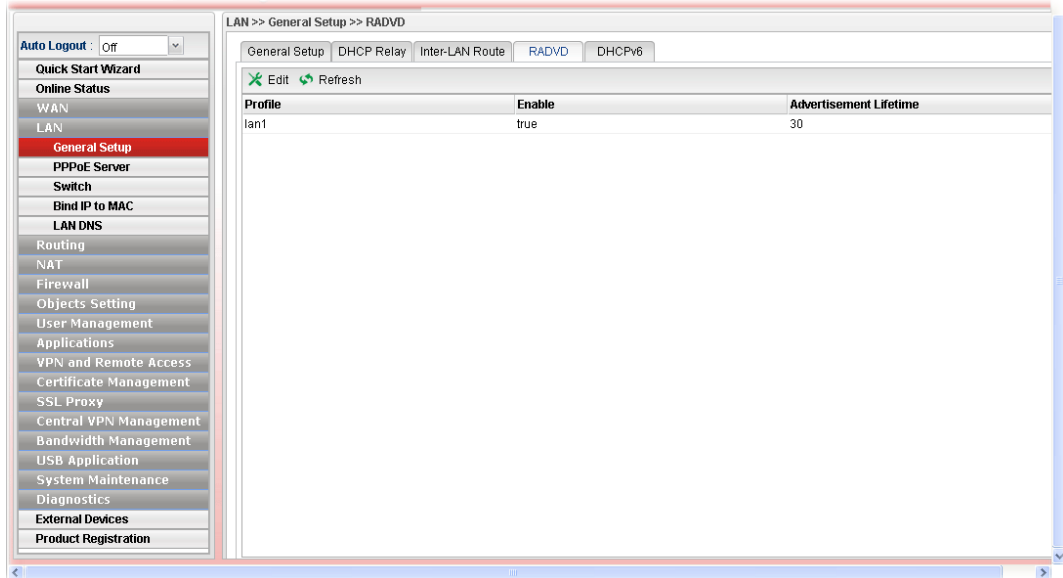 LAN >> General Setup >> RADVD
Auto Logout : Off
General Setup DHCP Relay Inter-LAN Route RADVD DHCPv6
Edit Refresh
Profile Enable Advertisement Lifetime
lan1 true 30
Quick Start Wizard
Online Status
WAN
LAN
General Setup
PPPoE Server
Switch
Bind IP to MAC
LAN DNS
Routing
NAT
Firewall
Objects Setting
User Management
Applications
VPN and Remote Access
Certificate Management
SSL Proxy
Central VPN Management
Bandwidth Management
USB Application
System Maintenance
Diagnostics
External Devices
Product Registration